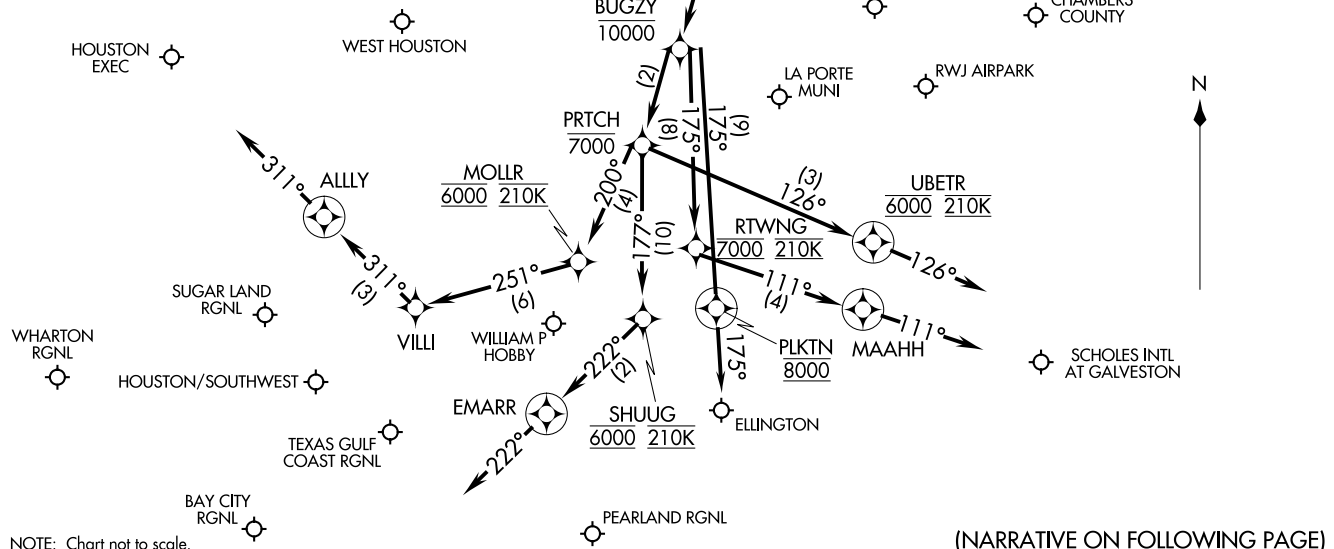 BUGZY
10000
CHAMBERS
COUNTY
HOUSTON
EXEC
WEST HOUSTON
(2)
LA PORTE
MUNI
RWJ AIRPARK
N
PRTCH
7000
(8)
175°
175°
(9)
311°
ALLLY
MOLLR
6000 210K
200°
(4)
(3)
126°
UBETR
6000 210K
177°
(10)
RTWNG
7000 210K
126°
311°
(3)
251°
(6)
111°
(4)
SUGAR LAND
RGNL
VILLI
WILLIAM P
HOBBY
PLKTN
8000
MAAHH
111°
WHARTON
RGNL
HOUSTON/SOUTHWEST
222°
(2)
175°
SCHOLES INTL
AT GALVESTON
EMARR
SHUUG
6000 210K
ELLINGTON
TEXAS GULF
COAST RGNL
222°
BAY CITY
RGNL
PEARLAND RGNL
NOTE: Chart not to scale.
(NARRATIVE ON FOLLOWING PAGE)